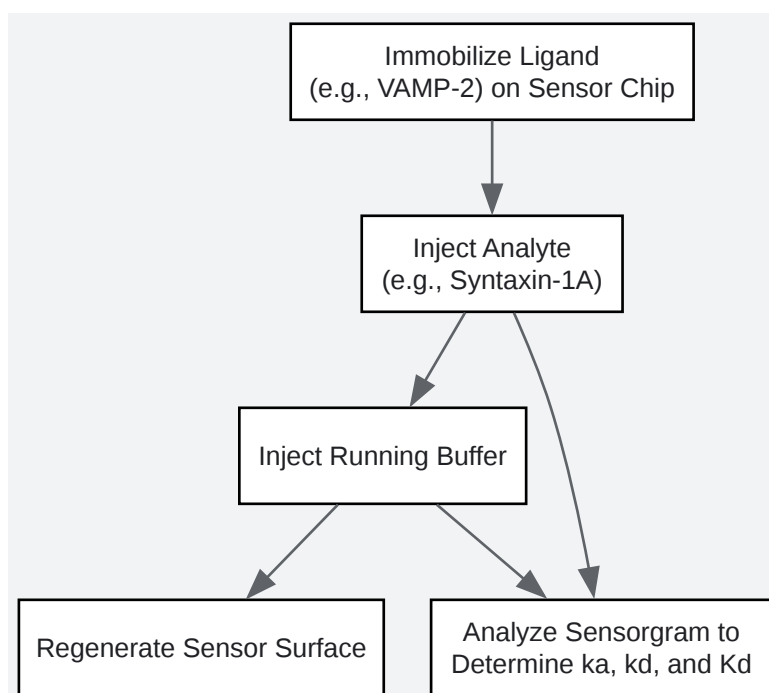 Immobilize Ligand
(e.g., VAMP-2) on Sensor Chip
Inject Analyte
(e.g., Syntaxin-1A)
Inject Running Buffer
Regenerate Sensor Surface
Analyze Sensorgram to
Determine ka, kd, and Kd